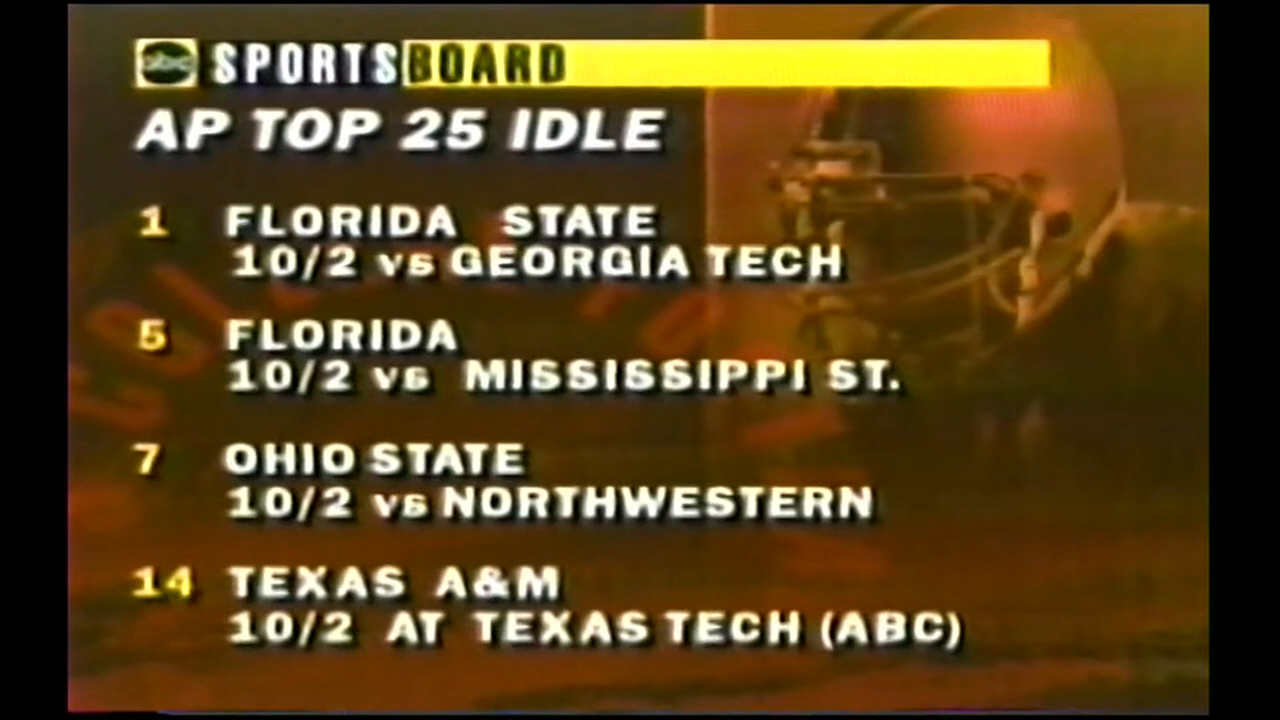 abc SPORTSBOARD
AP TOP 25 IDLE
1 FLORIDA STATE
10/2 vs GEORGIA TECH
5 FLORIDA
10/2 vs MISSISSIPPI ST.
7 OHIO STATE
10/2 vs NORTHWESTERN
14 TEXAS A&M
10/2 AT TEXAS TECH (ABC)